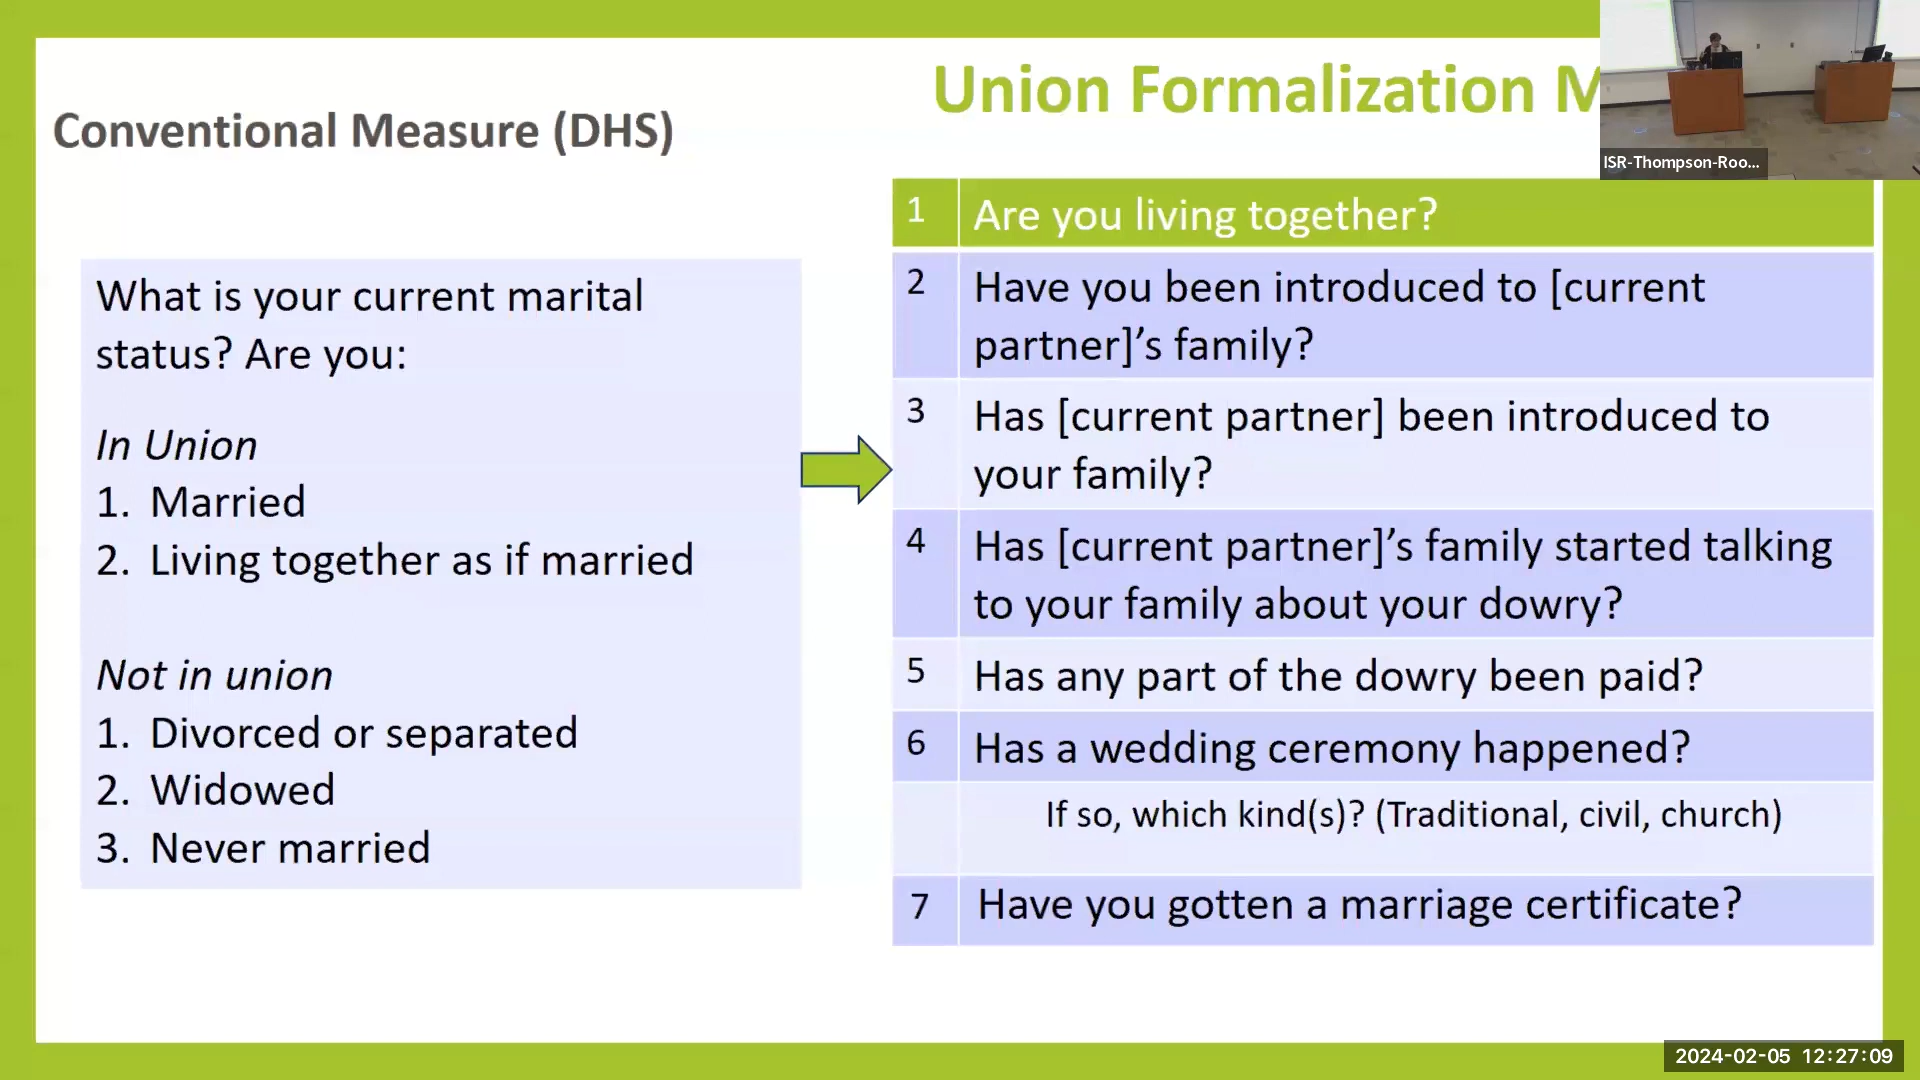 Union Formalization M
Conventional Measure (DHS)
ISR-Thompson-Roo...
What is your current marital
status? Are you:
In Union
1. Married
2. Living together as if married
Not in union
1. Divorced or separated
2. Widowed
3. Never married
1 Are you living together?
2 Have you been introduced to [current
partner]’s family?
3 Has [current partner] been introduced to
your family?
4 Has [current partner]’s family started talking
to your family about your dowry?
5 Has any part of the dowry been paid?
6 Has a wedding ceremony happened?
If so, which kind(s)? (Traditional, civil, church)
7 Have you gotten a marriage certificate?
2024-02-05 12:27:09